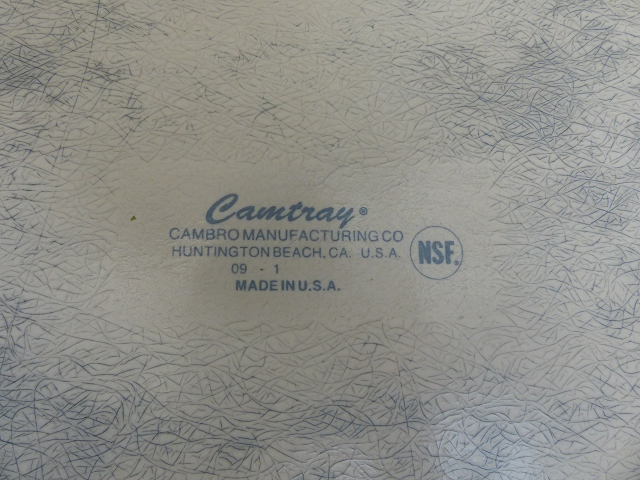 Camtray®
CAMBRO MANUFACTURING CO
HUNTINGTON BEACH, CA. U.S.A.
NSF®
09 - 1
MADE IN U.S.A.